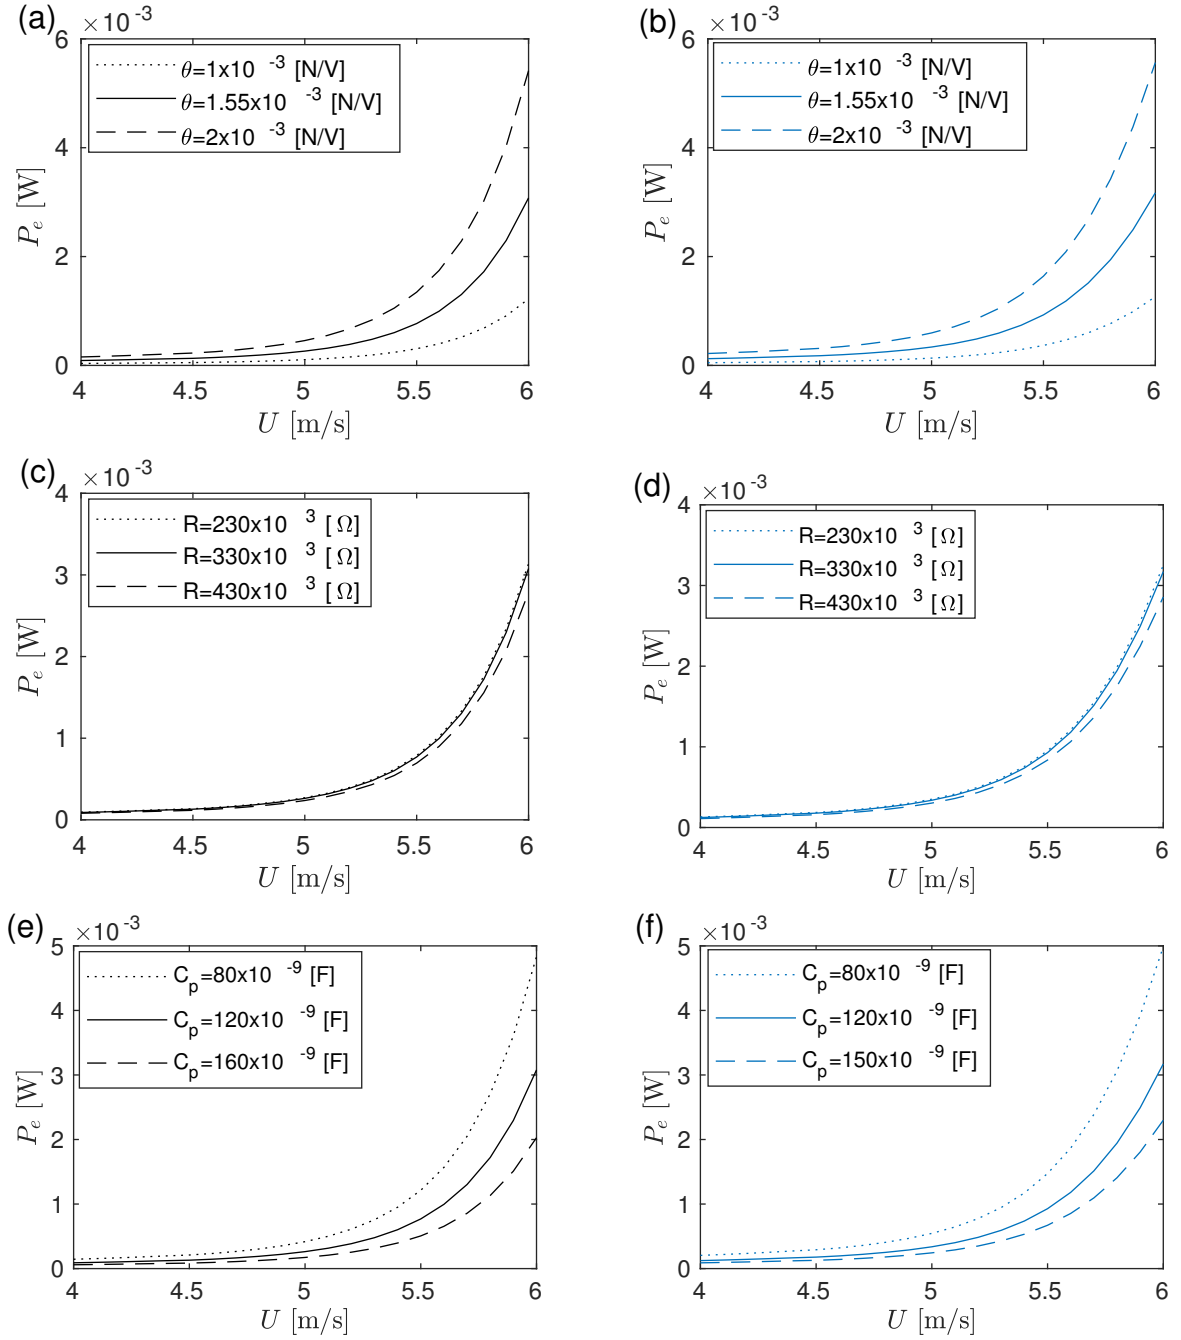 (a)
×10 -3
6
4
2
0
P_e [W]
θ=1x10 -3 [N/V]
θ=1.55x10 -3 [N/V]
θ=2x10 -3 [N/V]
4 4.5 5 5.5 6
U [m/s]
(b)
×10 -3
6
4
2
0
P_e [W]
θ=1x10 -3 [N/V]
θ=1.55x10 -3 [N/V]
θ=2x10 -3 [N/V]
4 4.5 5 5.5 6
U [m/s]
(c)
×10 -3
4
3
2
1
0
P_e [W]
R=230x10 3 [Ω]
R=330x10 3 [Ω]
R=430x10 3 [Ω]
4 4.5 5 5.5 6
U [m/s]
(d)
×10 -3
4
3
2
1
0
P_e [W]
R=230x10 3 [Ω]
R=330x10 3 [Ω]
R=430x10 3 [Ω]
4 4.5 5 5.5 6
U [m/s]
(e)
×10 -3
5
4
3
2
1
0
P_e [W]
C_p=80x10 -9 [F]
C_p=120x10 -9 [F]
C_p=160x10 -9 [F]
4 4.5 5 5.5 6
U [m/s]
(f)
×10 -3
5
4
3
2
1
0
P_e [W]
C_p=80x10 -9 [F]
C_p=120x10 -9 [F]
C_p=150x10 -9 [F]
4 4.5 5 5.5 6
U [m/s]